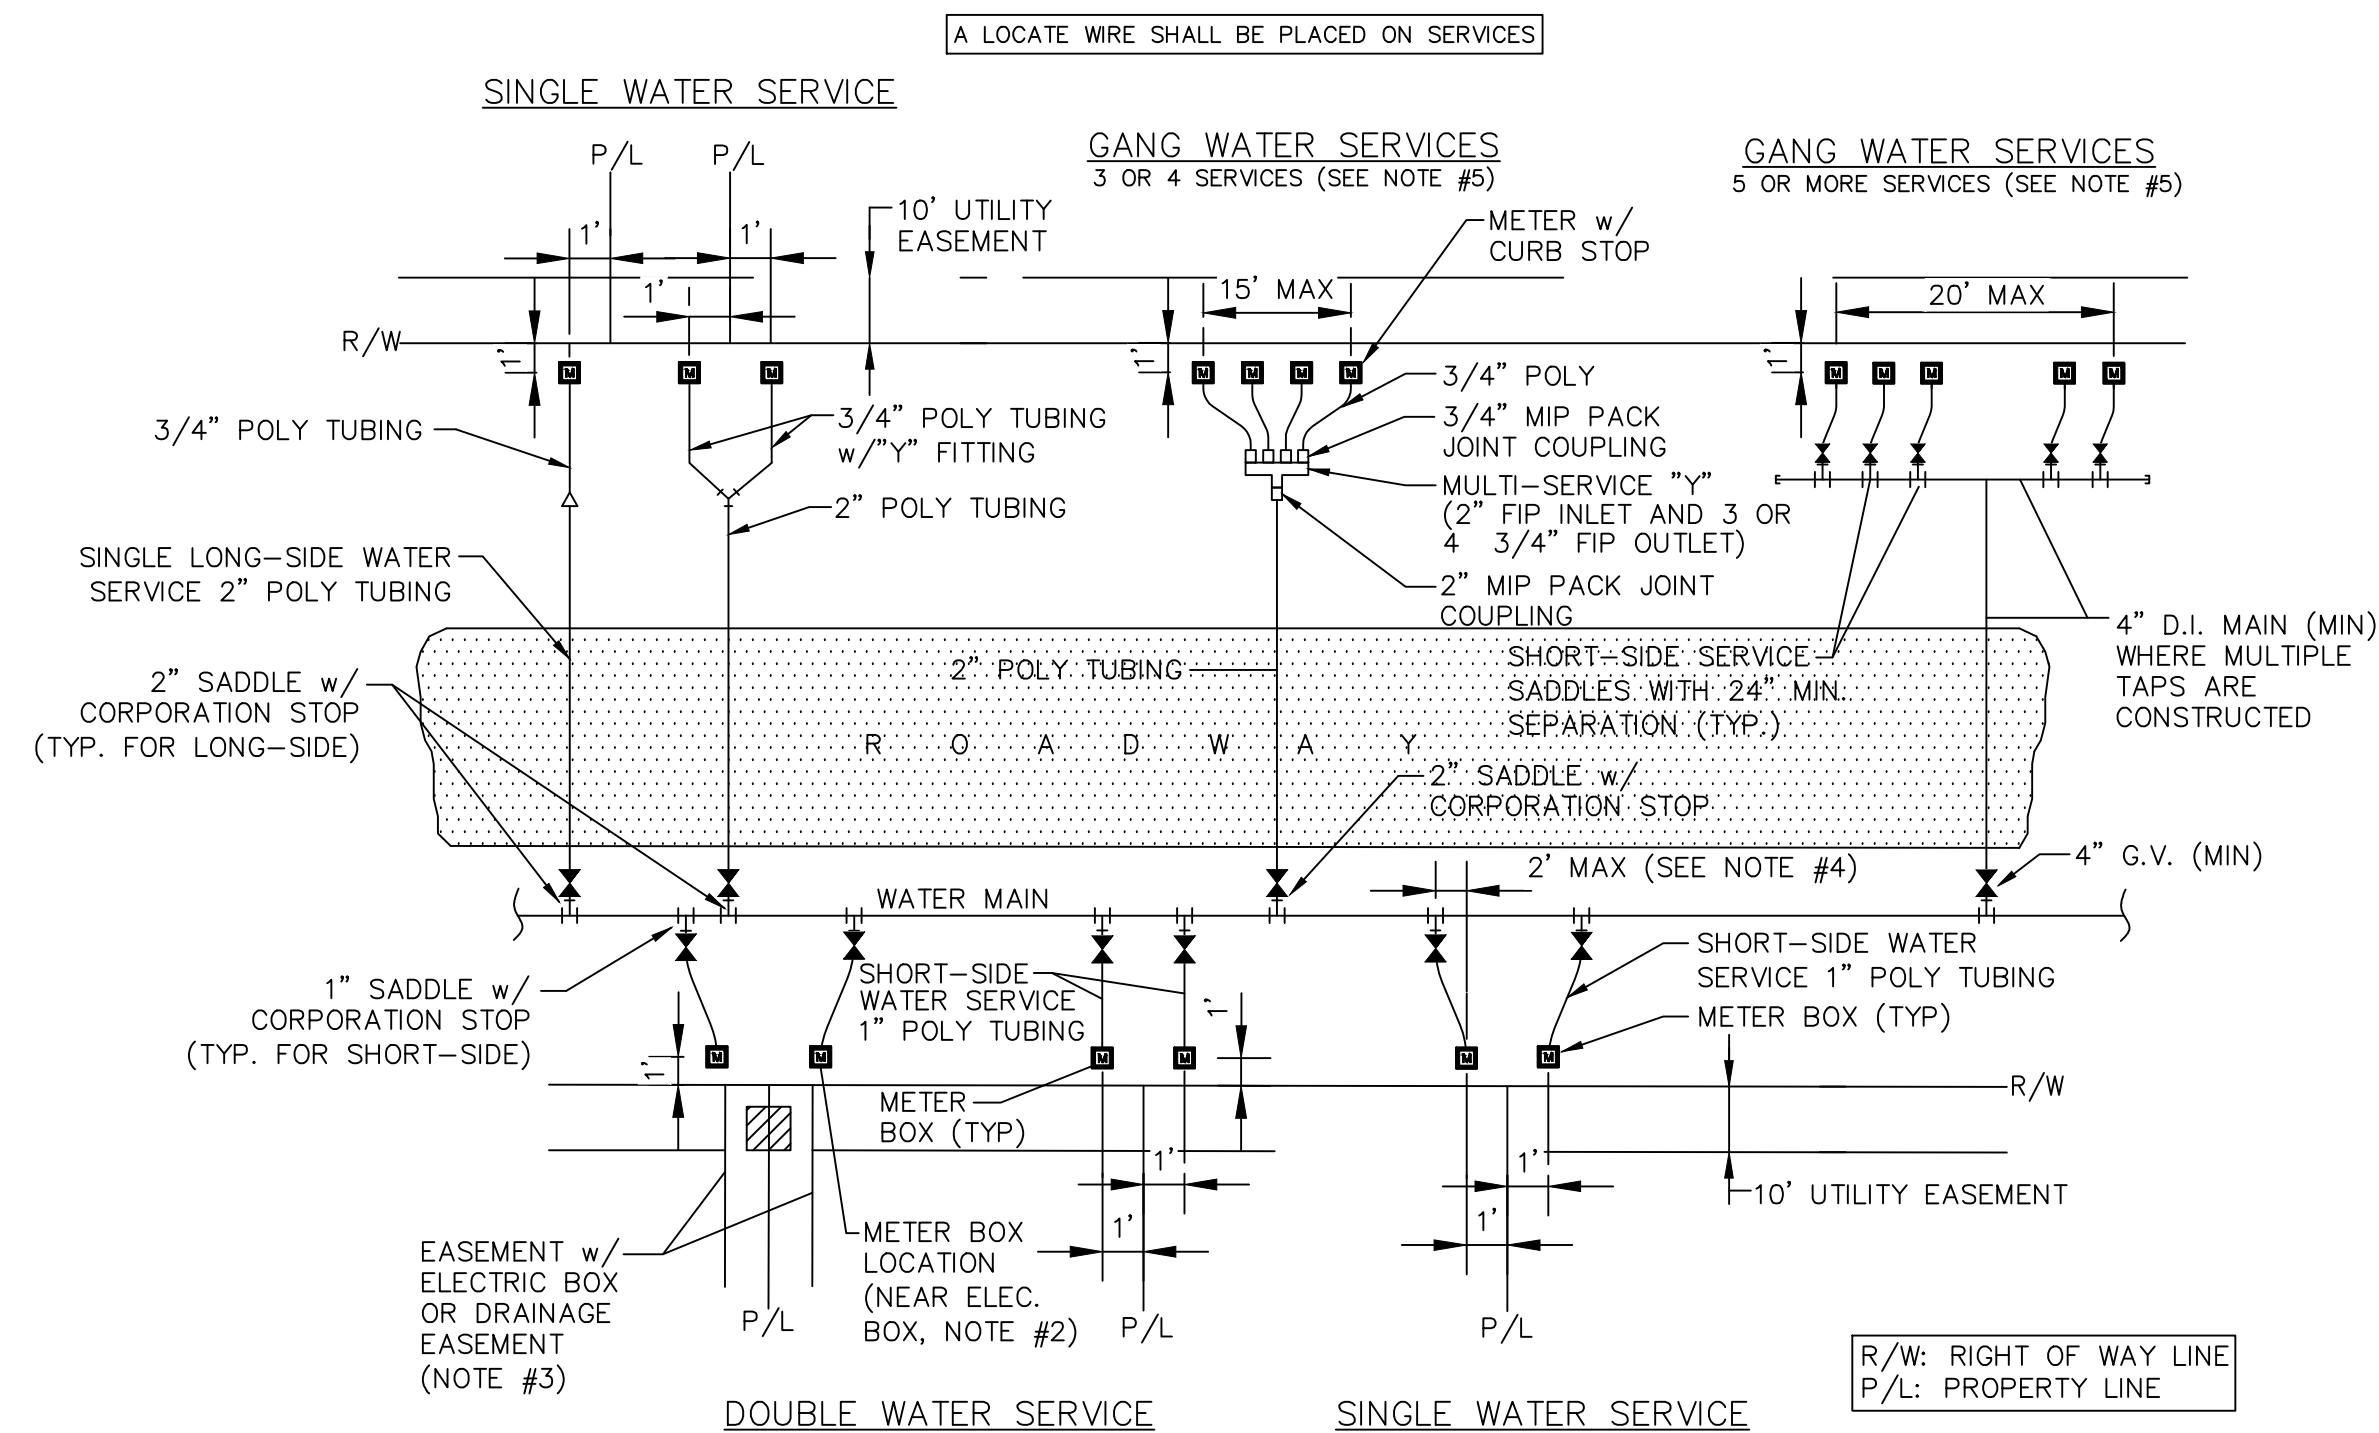 A LOCATE WIRE SHALL BE PLACED ON SERVICES
SINGLE WATER SERVICE
GANG WATER SERVICES
3 OR 4 SERVICES (SEE NOTE #5)
GANG WATER SERVICES
5 OR MORE SERVICES (SEE NOTE #5)
P/L
P/L
1'
1'
1'
10' UTILITY
EASEMENT
METER w/
CURB STOP
15' MAX
20' MAX
R/W
1'
1'
1'
M
M
M
M
M
M
M
M
M
M
M
M
3/4" POLY TUBING
3/4" POLY TUBING
w/"Y" FITTING
2" POLY TUBING
3/4" POLY
3/4" MIP PACK
JOINT COUPLING
MULTI-SERVICE "Y"
(2" FIP INLET AND 3 OR
4 3/4" FIP OUTLET)
2" MIP PACK JOINT
COUPLING
SINGLE LONG-SIDE WATER
SERVICE 2" POLY TUBING
2" SADDLE w/
CORPORATION STOP
(TYP. FOR LONG-SIDE)
2" POLY TUBING
SHORT-SIDE SERVICE
SADDLES WITH 24" MIN.
SEPARATION (TYP.)
4" D.I. MAIN (MIN)
WHERE MULTIPLE
TAPS ARE
CONSTRUCTED
R O A D W A Y
2" SADDLE w/
CORPORATION STOP
2' MAX (SEE NOTE #4)
4" G.V. (MIN)
WATER MAIN
1" SADDLE w/
CORPORATION STOP
(TYP. FOR SHORT-SIDE)
SHORT-SIDE
WATER SERVICE
1" POLY TUBING
SHORT-SIDE WATER
SERVICE 1" POLY TUBING
METER BOX (TYP)
1'
1'
M
M
M
M
M
M
METER
BOX (TYP)
R/W
1'
1'
1'
1'
10' UTILITY EASEMENT
EASEMENT w/
ELECTRIC BOX
OR DRAINAGE
EASEMENT
(NOTE #3)
METER BOX
LOCATION
(NEAR ELEC.
BOX, NOTE #2)
P/L
P/L
P/L
R/W: RIGHT OF WAY LINE
P/L: PROPERTY LINE
DOUBLE WATER SERVICE
SINGLE WATER SERVICE